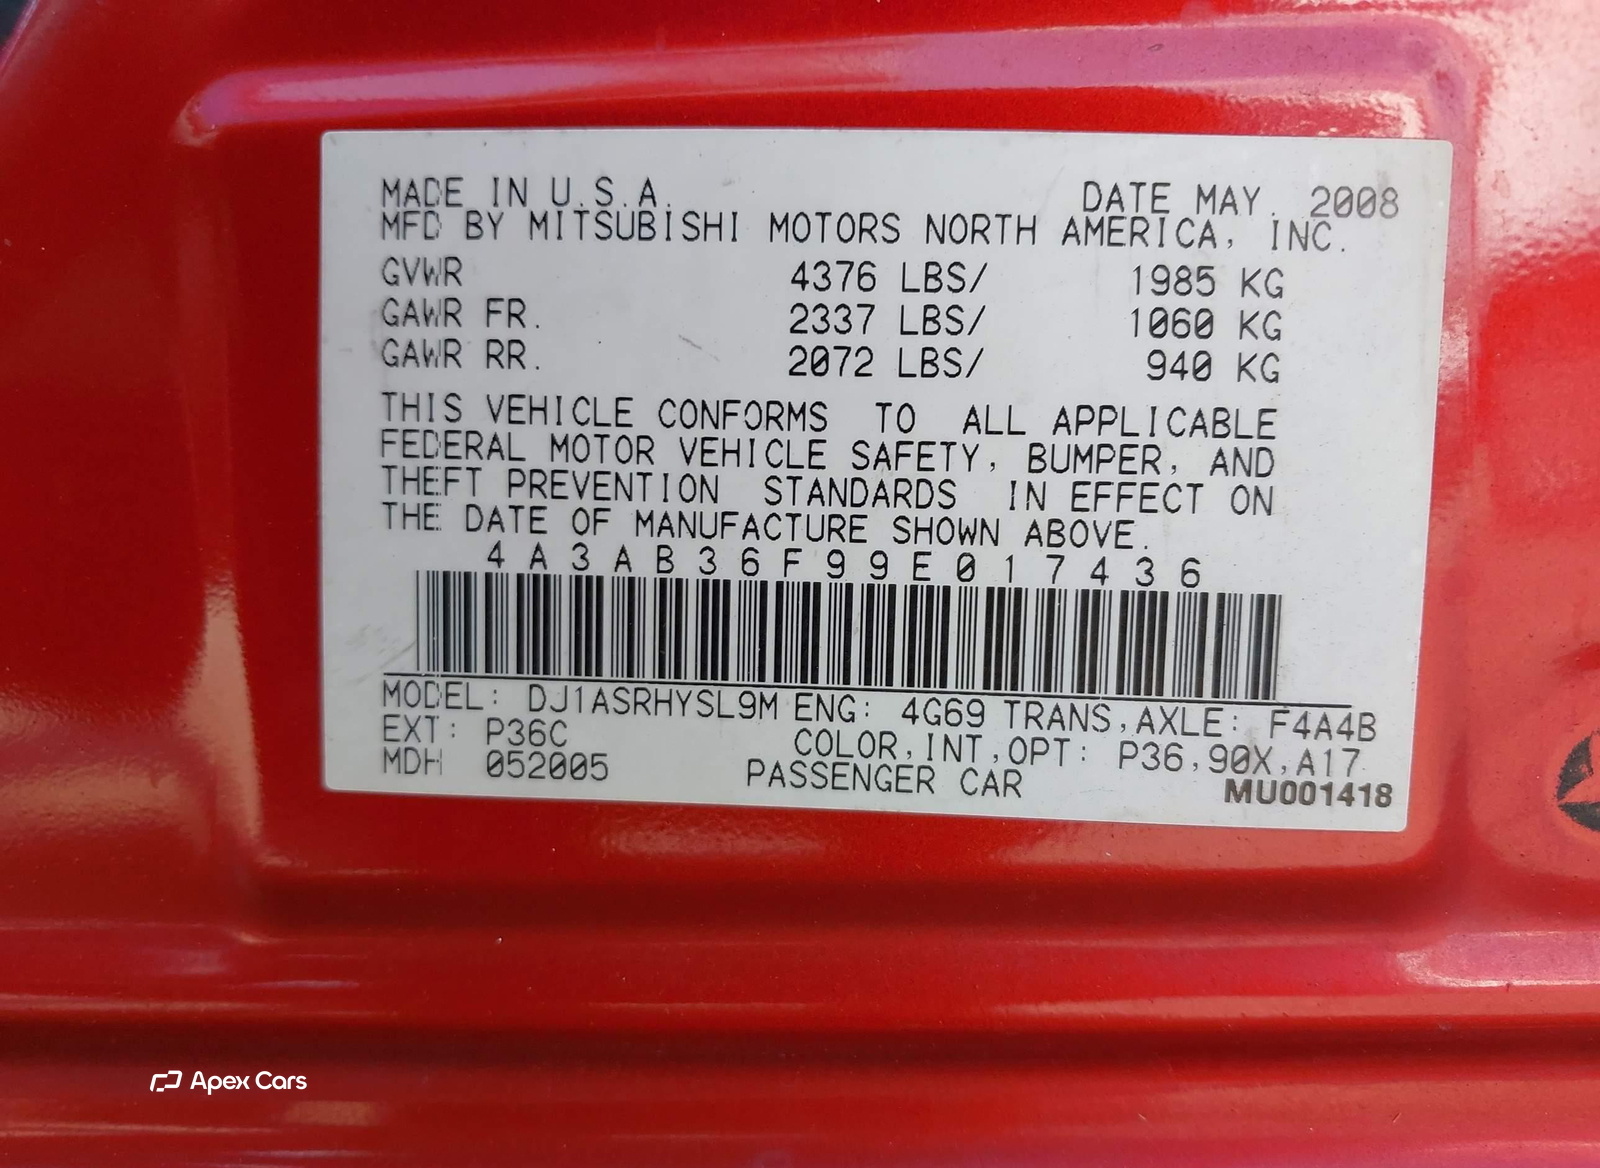 MADE IN U.S.A. DATE MAY. 2008
MFD BY MITSUBISHI MOTORS NORTH AMERICA, INC.
GVWR 4376 LBS/ 1985 KG
GAWR FR. 2337 LBS/ 1060 KG
GAWR RR. 2072 LBS/ 940 KG
THIS VEHICLE CONFORMS TO ALL APPLICABLE
FEDERAL MOTOR VEHICLE SAFETY, BUMPER, AND
THEFT PREVENTION STANDARDS IN EFFECT ON
THE DATE OF MANUFACTURE SHOWN ABOVE.
4A3AB36F99E017436
MODEL: DJ1ASRHYSL9M ENG: 4G69 TRANS,AXLE: F4A4B
EXT: P36C COLOR,INT,OPT: P36,90X,A17
MDH 052005 PASSENGER CAR
MU001418
Apex Cars